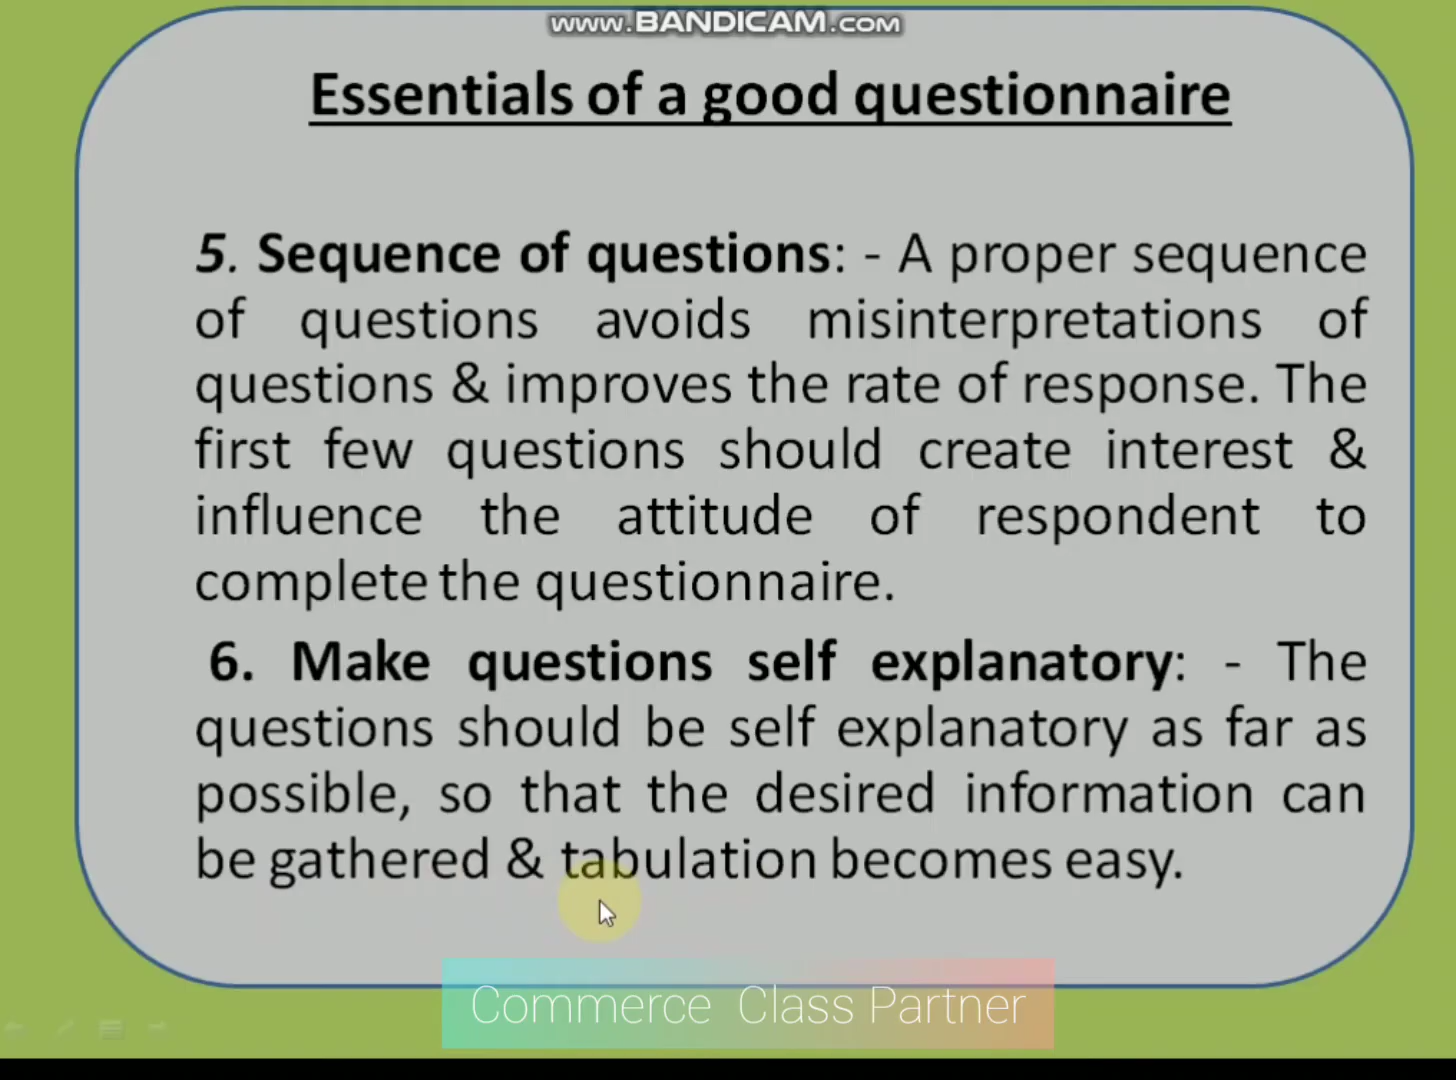 www.BANDICAM.com
Essentials of a good questionnaire
5. Sequence of questions: - A proper sequence
of questions avoids misinterpretations of
questions & improves the rate of response. The
first few questions should create interest &
influence the attitude of respondent to
complete the questionnaire.
6. Make questions self explanatory: - The
questions should be self explanatory as far as
possible, so that the desired information can
be gathered & tabulation becomes easy.
Commerce Class Partner